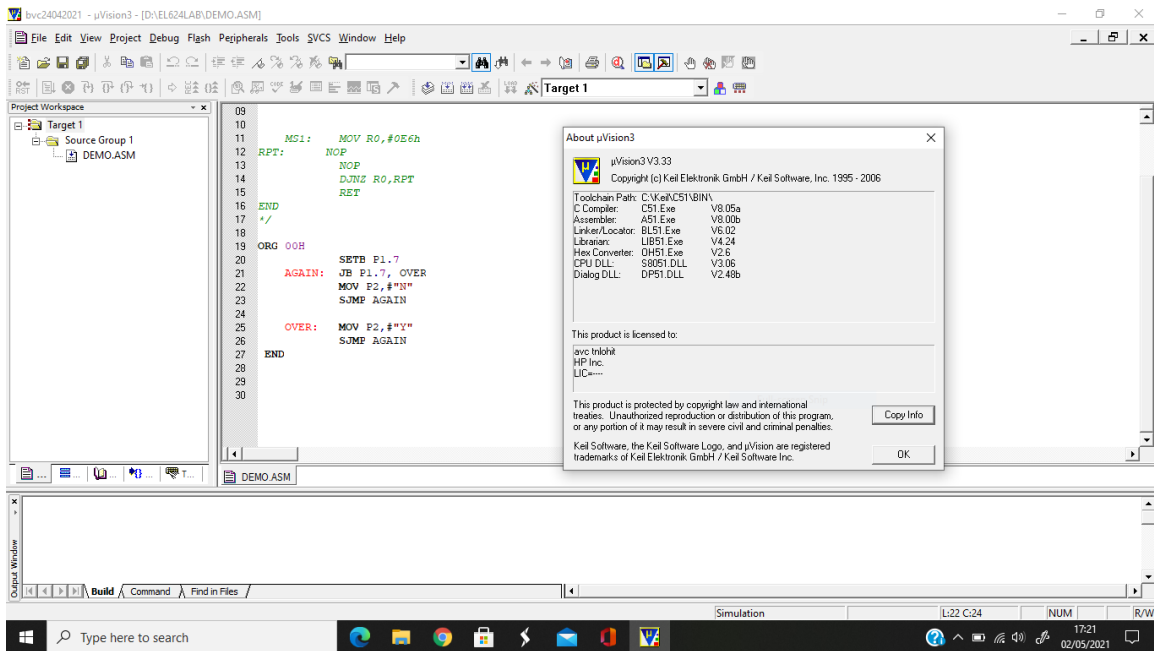 bvc24042021 - µVision3 - [D:\EL624LAB\DEMO.ASM]
File Edit View Project Debug Flash Peripherals Tools SVCS Window Help
Target 1
Project Workspace
Target 1
Source Group 1
DEMO.ASM
09
10
11 MS1: MOV R0,#0E6h
12 RPT: NOP
13 NOP
14 DJNZ R0,RPT
15 RET
16 END
17 */
18
19 ORG 00H
20 SETB P1.7
21 AGAIN: JB P1.7, OVER
22 MOV P2,#"N"
23 SJMP AGAIN
24
25 OVER: MOV P2,#"Y"
26 SJMP AGAIN
27 END
28
29
30
About µVision3
µVision3 V3.33
Copyright (c) Keil Elektronik GmbH / Keil Software, Inc. 1995 - 2006
Toolchain Path: C:\Keil\C51\BIN\
C Compiler: C51.Exe V8.05a
Assembler: A51.Exe V8.00b
Linker/Locator: BL51.Exe V6.02
Librarian: LIB51.Exe V4.24
Hex Converter: OH51.Exe V2.6
CPU DLL: S8051.DLL V3.06
Dialog DLL: DP51.DLL V2.48b
This product is licensed to:
avc tnlohit
HP Inc.
LIC=----
This product is protected by copyright law and international
treaties. Unauthorized reproduction or distribution of this program,
or any portion of it may result in severe civil and criminal penalties.
Copy Info
Keil Software, the Keil Software Logo, and µVision are registered
trademarks of Keil Elektronik GmbH / Keil Software Inc.
OK
T...
DEMO.ASM
Output Window
Build Command Find in Files
Simulation L:22 C:24 NUM R/W
Type here to search
17:21
02/05/2021